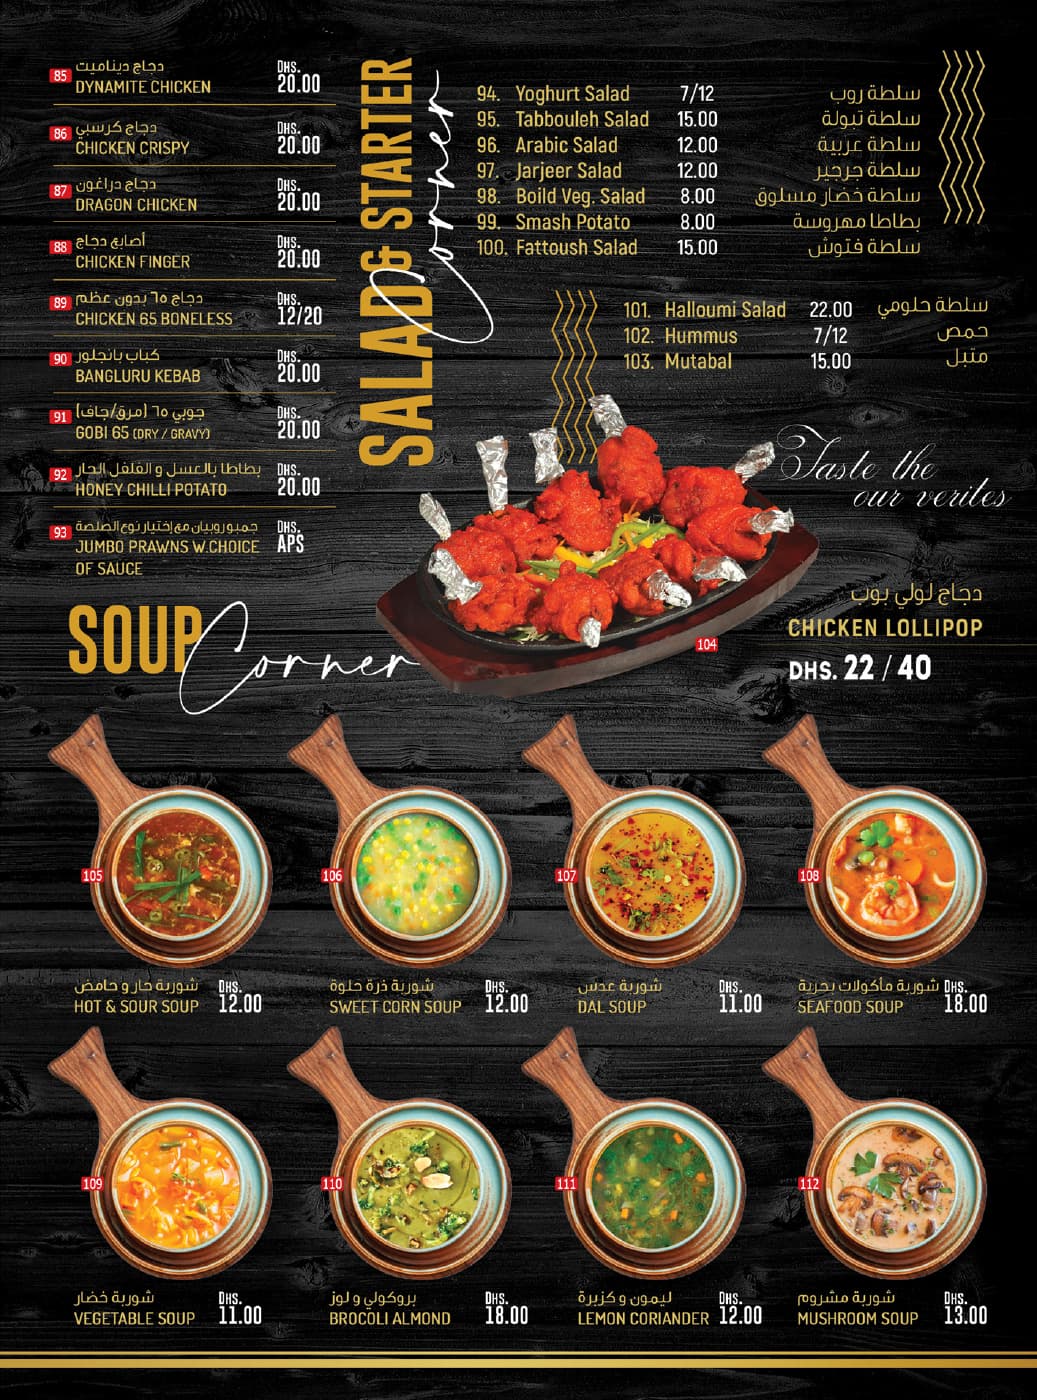 85 دجاج ديناميت DHS.
DYNAMITE CHICKEN 20.00
86 دجاج كرسبي DHS.
CHICKEN CRISPY 20.00
87 دجاج دراغون DHS.
DRAGON CHICKEN 20.00
88 أصابع دجاج DHS.
CHICKEN FINGER 20.00
89 دجاج ٦٥ بدون عظم DHS.
CHICKEN 65 BONELESS 12/20
90 كباب بانجلور DHS.
BANGLURU KEBAB 20.00
91 جوبي ٦٥ (مرق/جاف) DHS.
GOBI 65 (DRY / GRAVY) 20.00
92 بطاطا بالعسل و الفلفل الحار DHS.
HONEY CHILLI POTATO 20.00
93 جمبو روبيان مع إختيار نوع الصلصة DHS.
JUMBO PRAWNS W.CHOICE APS
OF SAUCE
SALAD & STARTER
Corner
94. Yoghurt Salad 7/12 سلطة روب
95. Tabbouleh Salad 15.00 سلطة تبولة
96. Arabic Salad 12.00 سلطة عربية
97. Jarjeer Salad 12.00 سلطة جرجير
98. Boild Veg. Salad 8.00 سلطة خضار مسلوق
99. Smash Potato 8.00 بطاطا مهروسة
100. Fattoush Salad 15.00 سلطة فتوش
101. Halloumi Salad 22.00 سلطة حلومي
102. Hummus 7/12 حمص
103. Mutabal 15.00 متبل
Taste the
our verites
دجاج لولي بوب
CHICKEN LOLLIPOP
104
DHS. 22 / 40
SOUP Corner
105
106
107
108
شوربة حار و حامض DHS.
HOT & SOUR SOUP 12.00
شوربة ذرة حلوة DHS.
SWEET CORN SOUP 12.00
شوربة عدس DHS.
DAL SOUP 11.00
شوربة مأكولات بحرية DHS.
SEAFOOD SOUP 18.00
109
110
111
112
شوربة خضار DHS.
VEGETABLE SOUP 11.00
بروكولي و لوز DHS.
BROCOLI ALMOND 18.00
ليمون و كزبرة DHS.
LEMON CORIANDER 12.00
شوربة مشروم DHS.
MUSHROOM SOUP 13.00